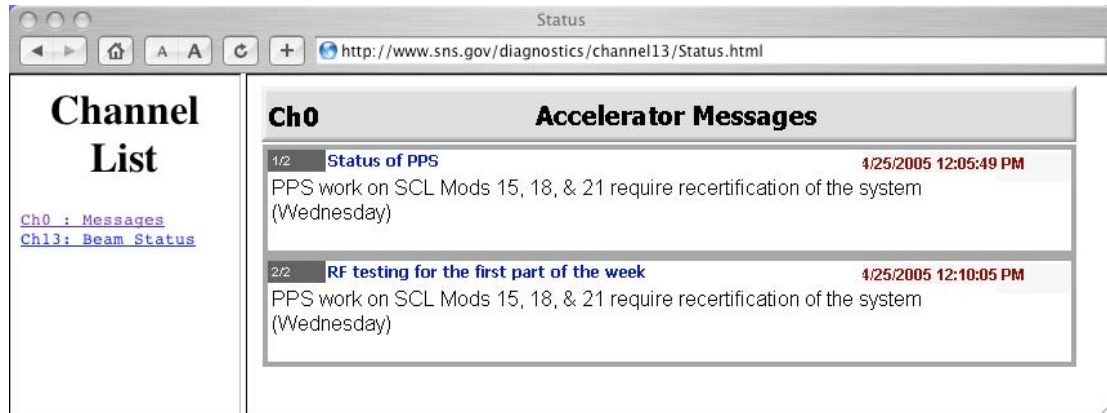 Status
A A + http://www.sns.gov/diagnostics/channel13/Status.html
Channel
List
Ch0 : Messages
Ch13: Beam Status
Ch0 Accelerator Messages
1/2 Status of PPS 4/25/2005 12:05:49 PM
PPS work on SCL Mods 15, 18, & 21 require recertification of the system
(Wednesday)
2/2 RF testing for the first part of the week 4/25/2005 12:10:05 PM
PPS work on SCL Mods 15, 18, & 21 require recertification of the system
(Wednesday)